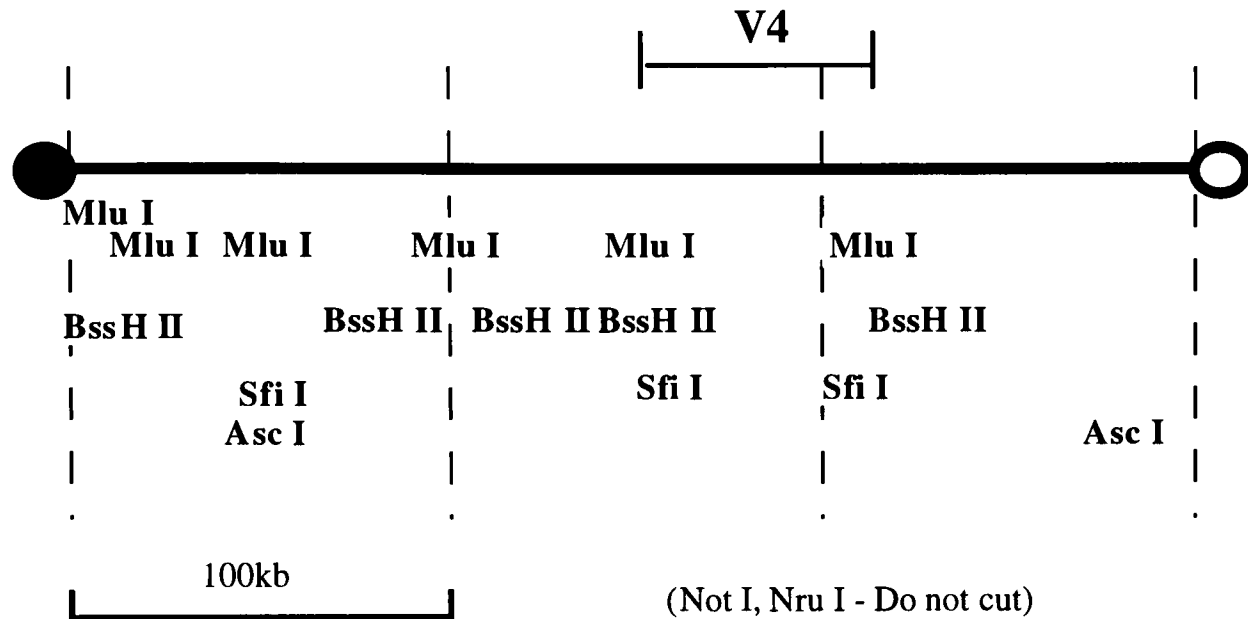 V4
Mlu I
Mlu I Mlu I Mlu I Mlu I Mlu I
BssH II BssH II BssH II BssH II BssH II
Sfi I Sfi I Sfi I
Asc I Asc I
100kb
(Not I, Nru I - Do not cut)